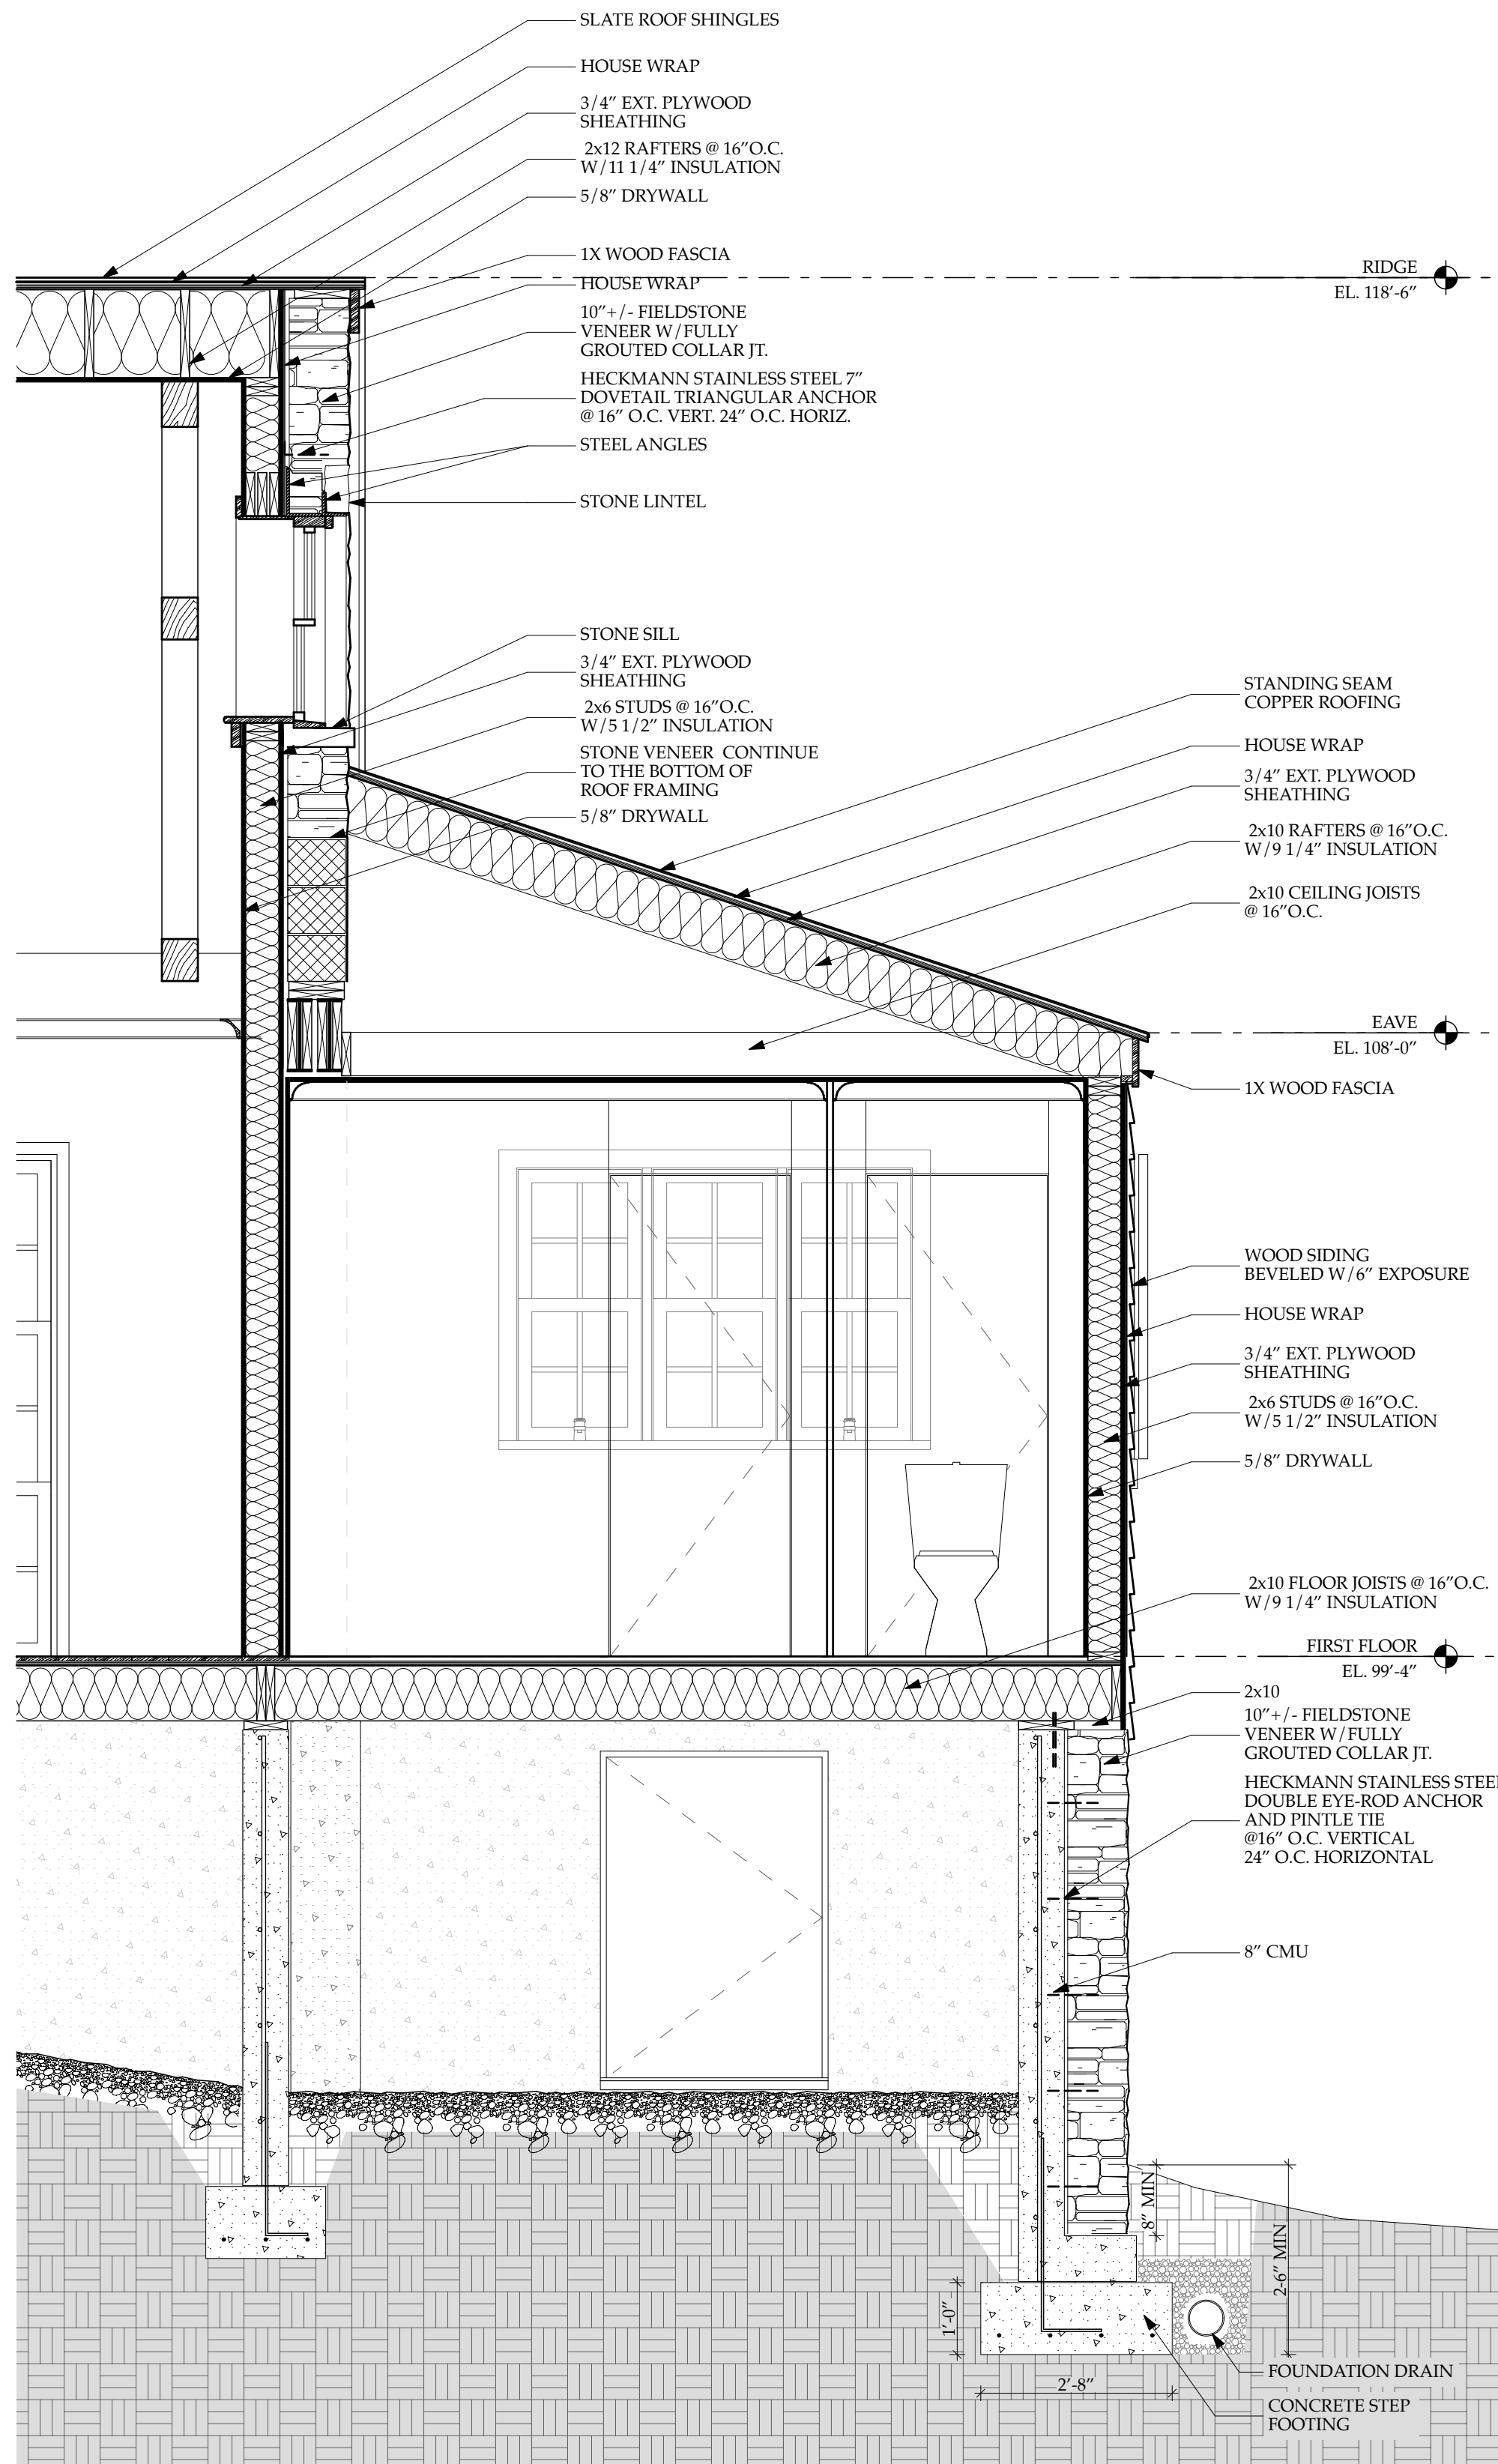 SLATE ROOF SHINGLES
HOUSE WRAP
3/4" EXT. PLYWOOD
SHEATHING
2x12 RAFTERS @ 16"O.C.
W/11 1/4" INSULATION
5/8" DRYWALL
1X WOOD FASCIA
HOUSE WRAP
10"+/- FIELDSTONE
VENEER W/FULLY
GROUTED COLLAR JT.
HECKMANN STAINLESS STEEL 7"
DOVETAIL TRIANGULAR ANCHOR
@ 16" O.C. VERT. 24" O.C. HORIZ.
STEEL ANGLES
STONE LINTEL
RIDGE
EL. 118'-6"
STONE SILL
3/4" EXT. PLYWOOD
SHEATHING
2x6 STUDS @ 16"O.C.
W/5 1/2" INSULATION
STONE VENEER CONTINUE
TO THE BOTTOM OF
ROOF FRAMING
5/8" DRYWALL
STANDING SEAM
COPPER ROOFING
HOUSE WRAP
3/4" EXT. PLYWOOD
SHEATHING
2x10 RAFTERS @ 16"O.C.
W/9 1/4" INSULATION
2x10 CEILING JOISTS
@ 16"O.C.
EAVE
EL. 108'-0"
1X WOOD FASCIA
WOOD SIDING
BEVELED W/6" EXPOSURE
HOUSE WRAP
3/4" EXT. PLYWOOD
SHEATHING
2x6 STUDS @ 16"O.C.
W/5 1/2" INSULATION
5/8" DRYWALL
2x10 FLOOR JOISTS @ 16"O.C.
W/9 1/4" INSULATION
FIRST FLOOR
EL. 99'-4"
2x10
10"+/- FIELDSTONE
VENEER W/FULLY
GROUTED COLLAR JT.
HECKMANN STAINLESS STEE
DOUBLE EYE-ROD ANCHOR
AND PINTLE TIE
@16" O.C. VERTICAL
24" O.C. HORIZONTAL
8" CMU
8" MIN
2-6" MIN
1'-0"
2'-8"
FOUNDATION DRAIN
CONCRETE STEP
FOOTING